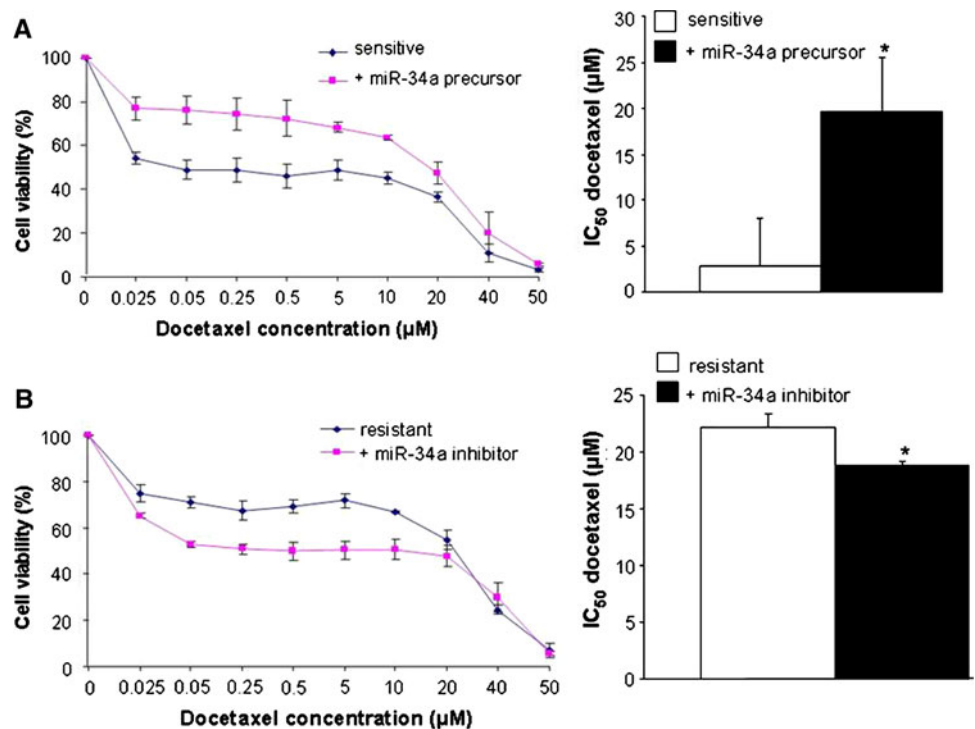 A
sensitive
+ miR-34a precursor
Cell viability (%)
100
80
60
40
20
0
0 0.025 0.05 0.25 0.5 5 10 20 40 50
Docetaxel concentration (µM)
sensitive
+ miR-34a precursor
IC50 docetaxel (µM)
30
25
20
15
10
5
0
*
B
resistant
+ miR-34a inhibitor
Cell viability (%)
100
80
60
40
20
0
0 0.025 0.05 0.25 0.5 5 10 20 40 50
Docetaxel concentration (µM)
resistant
+ miR-34a inhibitor
IC50 docetaxel (µM)
25
20
15
10
5
0
*